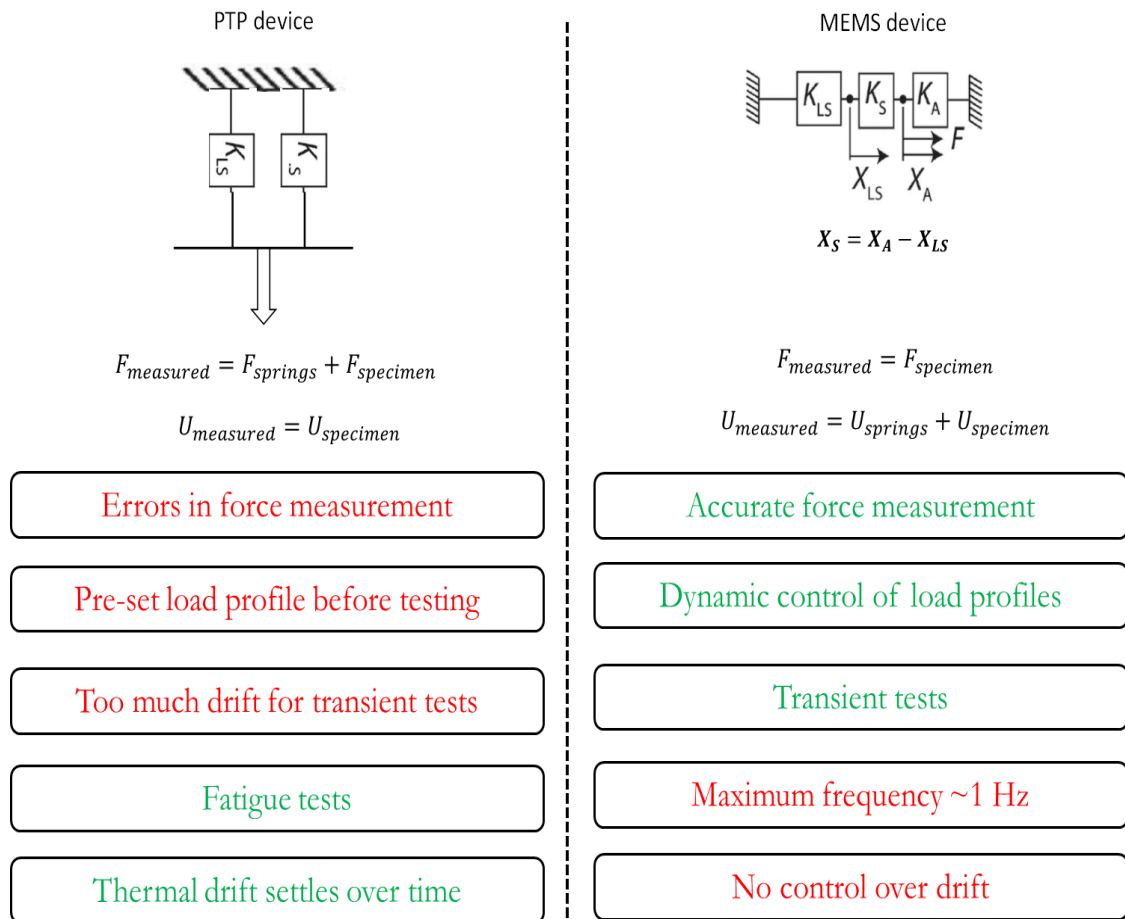 PTP device
K_LS
K_.s
F_measured = F_springs + F_specimen
U_measured = U_specimen
Errors in force measurement
Pre-set load profile before testing
Too much drift for transient tests
Fatigue tests
Thermal drift settles over time
MEMS device
K_LS K_S K_A
F
X_LS X_A
X_S = X_A − X_LS
F_measured = F_specimen
U_measured = U_springs + U_specimen
Accurate force measurement
Dynamic control of load profiles
Transient tests
Maximum frequency ~1 Hz
No control over drift